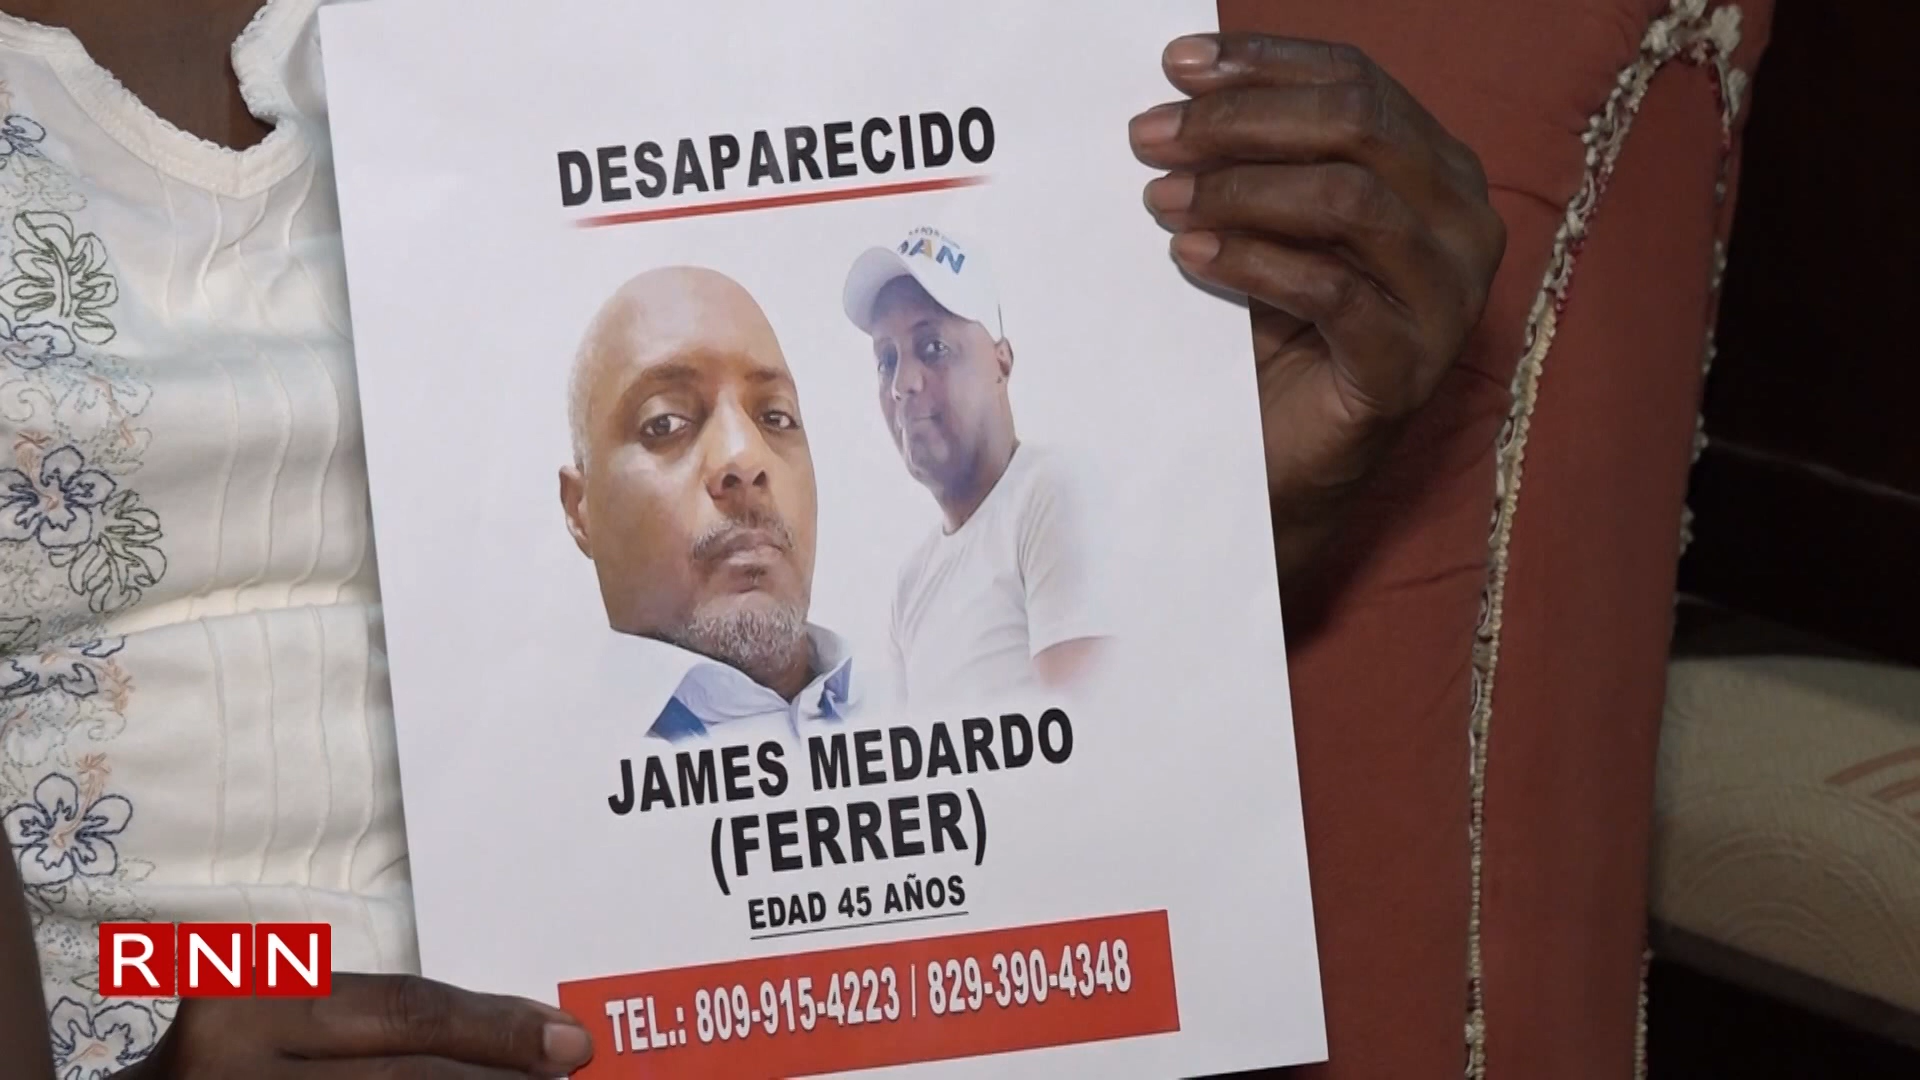 DESAPARECIDO
JAMES MEDARDO
(FERRER)
EDAD 45 AÑOS
TEL.: 809-915-4223 / 829-390-4348
RNN